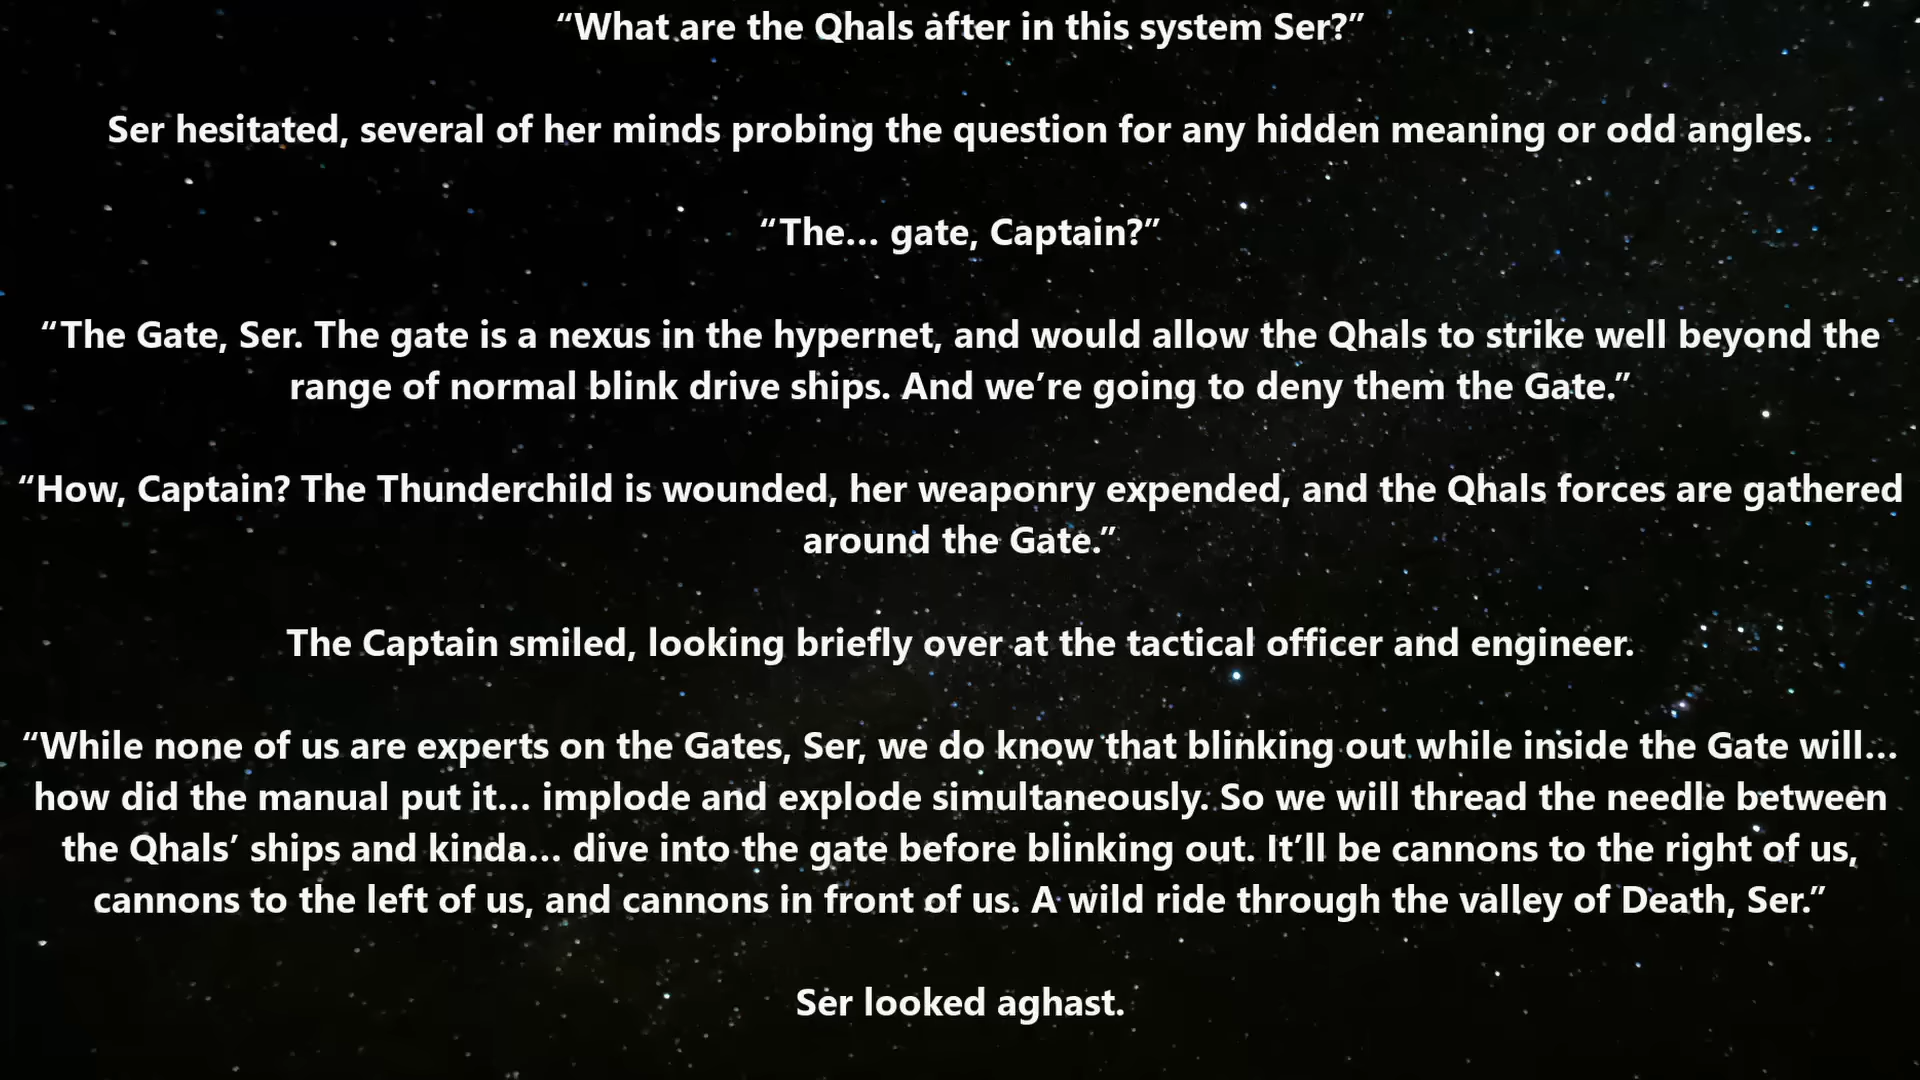 “What are the Qhals after in this system Ser?”
Ser hesitated, several of her minds probing the question for any hidden meaning or odd angles.
“The… gate, Captain?”
“The Gate, Ser. The gate is a nexus in the hypernet, and would allow the Qhals to strike well beyond the
range of normal blink drive ships. And we’re going to deny them the Gate.”
“How, Captain? The Thunderchild is wounded, her weaponry expended, and the Qhals forces are gathered
around the Gate.”
The Captain smiled, looking briefly over at the tactical officer and engineer.
“While none of us are experts on the Gates, Ser, we do know that blinking out while inside the Gate will…
how did the manual put it… implode and explode simultaneously. So we will thread the needle between
the Qhals’ ships and kinda… dive into the gate before blinking out. It’ll be cannons to the right of us,
cannons to the left of us, and cannons in front of us. A wild ride through the valley of Death, Ser.”
Ser looked aghast.